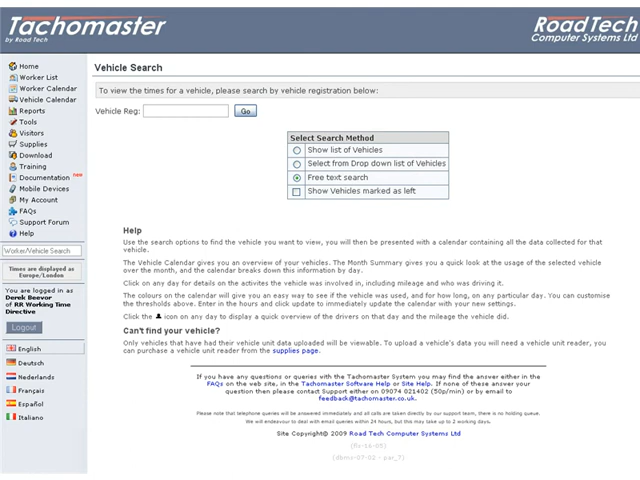 Tachomaster
by Road Tech
RoadTech
Computer Systems Ltd
Home
Worker List
Worker Calendar
Vehicle Calendar
Reports
Tools
Visitors
Supplies
Download
Training
Documentation new
Mobile Devices
My Account
FAQs
Support Forum
Help
Worker/Vehicle Search
Times are displayed as
Europe/London
You are logged in as
Derek Beevor
of RR Working Time
Directive
Logout
English
Deutsch
Nederlands
Français
Español
Italiano
Vehicle Search
To view the times for a vehicle, please search by vehicle registration below:
Vehicle Reg:
Go
Select Search Method
Show list of Vehicles
Select from Drop down list of Vehicles
Free text search
Show Vehicles marked as left
Help
Use the search options to find the vehicle you want to view, you will then be presented with a calendar containing all the data collected for that
vehicle.
The Vehicle Calendar gives you an overview of your vehicles. The Month Summary gives you a quick look at the usage of the selected vehicle
over the month, and the calendar breaks down this information by day.
Click on any day for details on the activites the vehicle was involved in, including mileage and who was driving it.
The colours on the calendar will give you an easy way to see if the vehicle was used, and for how long, on any particular day. You can customise
the thresholds above. Enter in the hours and click update to immediately update the calendar with your new settings.
Click the icon on any day to display a quick overview of the drivers on that day and the mileage the vehicle did.
Can't find your vehicle?
Only vehicles that have had their vehicle unit data uploaded will be viewable. To upload a vehicle's data you will need a vehicle unit reader, you
can purchase a vehicle unit reader from the supplies page.
If you have any questions or queries with the Tachomaster System you may find the answer either in the
FAQs on the web site, in the Tachomaster Software Help or Site Help. If none of these answer your
question then please contact Support either on 09074 021402 (50p/min) or by email to
feedback@tachomaster.co.uk.
Please note that telephone queries will be answered immediately and all calls are taken directly by our support team, there is no holding queue.
We will endeavour to deal with email queries within 24 hours, but this may take up to 2 working days.
Site Copyright© 2009 Road Tech Computer Systems Ltd